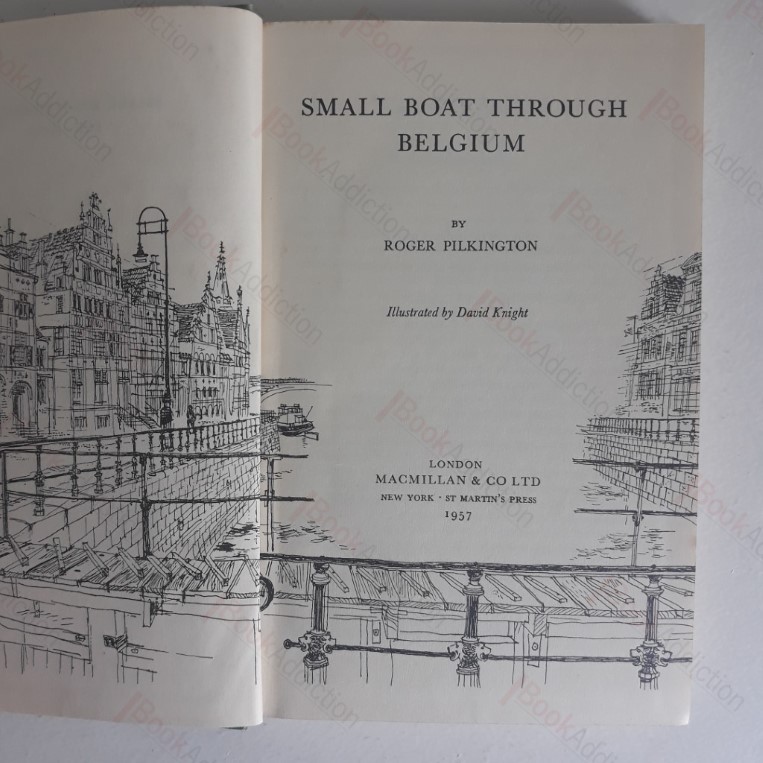 SMALL BOAT THROUGH
BELGIUM
BY
ROGER PILKINGTON
Illustrated by David Knight
LONDON
MACMILLAN & CO LTD
NEW YORK · ST MARTIN'S PRESS
1957
BookAddiction